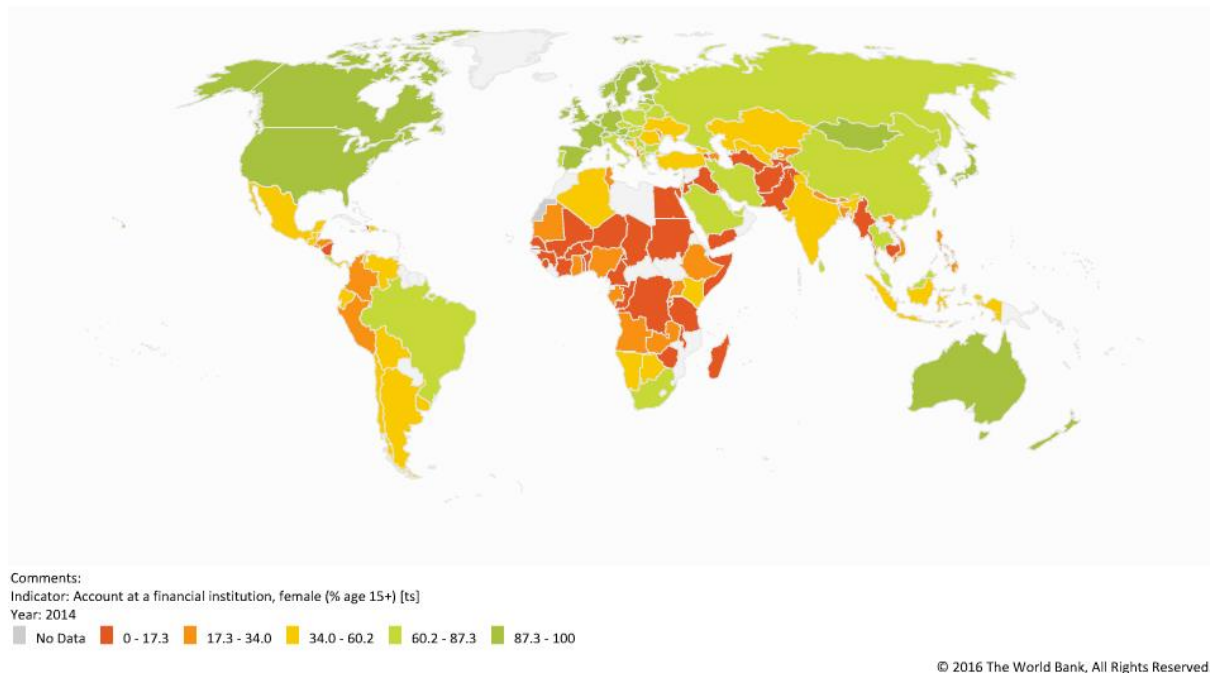 Comments:
Indicator: Account at a financial institution, female (% age 15+) [ts]
Year: 2014
No Data 0 - 17.3 17.3 - 34.0 34.0 - 60.2 60.2 - 87.3 87.3 - 100
© 2016 The World Bank, All Rights Reserved